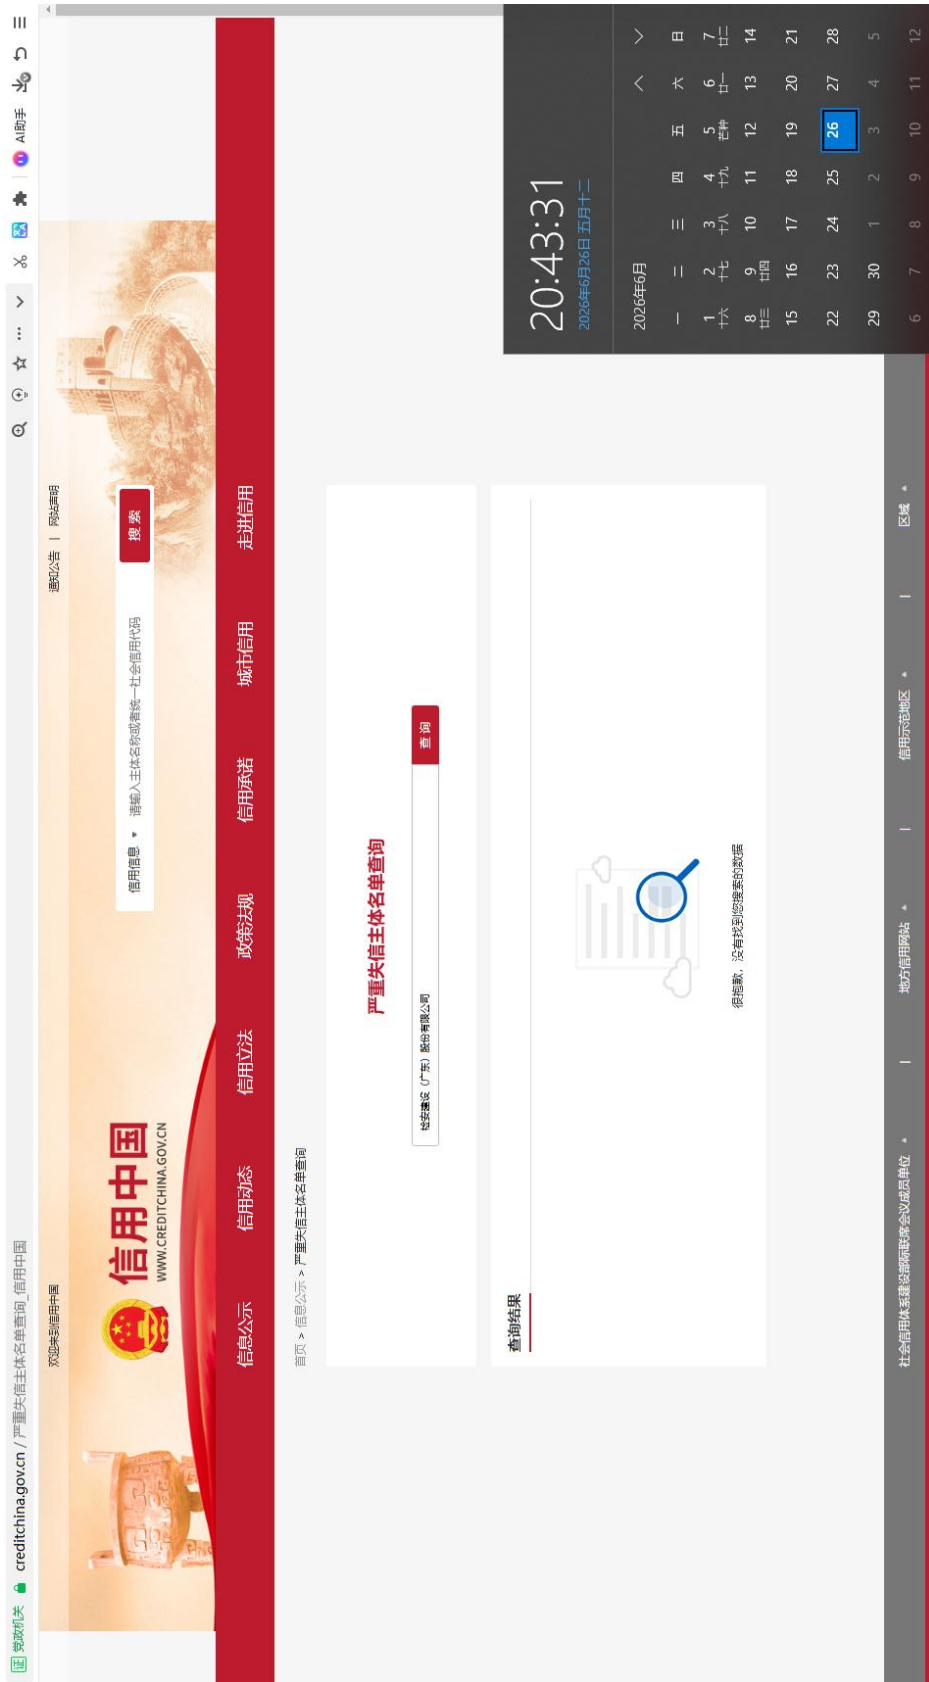 证 党政机关 creditchina.gov.cn / 严重失信主体名单查询_信用中国
AI助手
欢迎来到信用中国
通知公告 | 网站声明
信用中国
WWW.CREDITCHINA.GOV.CN
信用信息 请输入主体名称或者统一社会信用代码 搜索
信息公示 信用动态 信用立法 政策法规 信用承诺 城市信用 走进信用
首页 > 信息公示 > 严重失信主体名单查询
严重失信主体名单查询
检安建设（广东）股份有限公司 查询
查询结果
很抱歉，没有找到您搜索的数据
20:43:31
2026年6月26日 五月十二
2026年6月
一 二 三 四 五 六 日
1 2 3 4 5 6 7
十六 十七 十八 十九 芒种 廿一 廿二
8 9 10 11 12 13 14
廿三 廿四
15 16 17 18 19 20 21
22 23 24 25 26 27 28
29 30 1 2 3 4 5
6 7 8 9 10 11 12
社会信用体系建设部际联席会议成员单位 | 地方信用网站 | 信用示范地区 | 区域